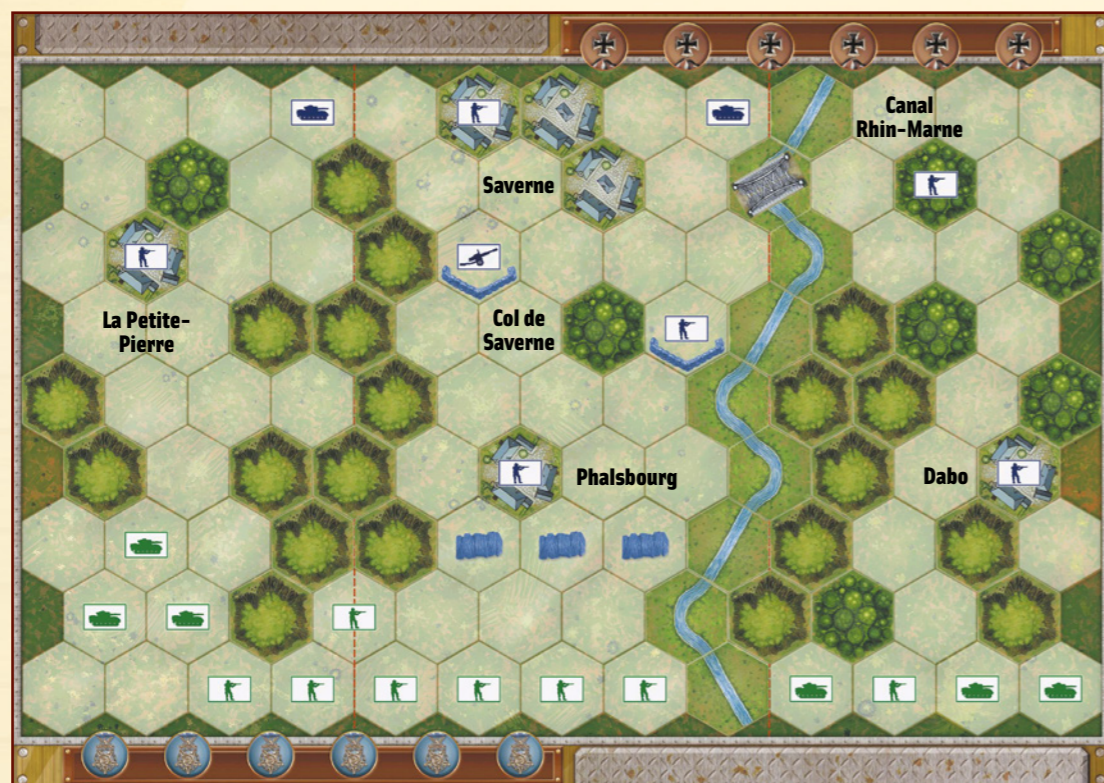 Canal
Rhin-Marne
Saverne
La Petite-
Pierre
Col de
Saverne
Phalsbourg
Dabo